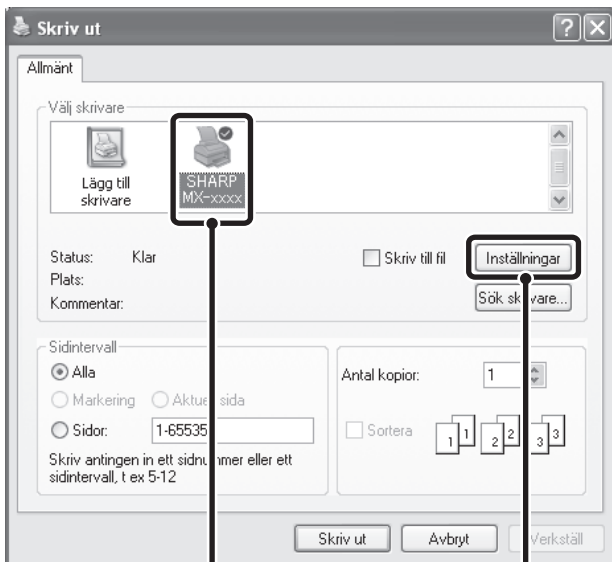 Skriv ut
Allmänt
Välj skrivare
Lägg till
skrivare
SHARP
MX-xxxx
Status: Klar
Skriv till fil
Inställningar
Plats:
Kommentar:
Sök skrivare...
Sidintervall
Alla
Markering
Aktuell sida
Sidor:
1-65535
Skriv antingen in ett sidnummer eller ett
sidintervall, t ex 5-12
Antal kopior: 1
Sortera
1 1 2 2 3 3
Skriv ut
Avbryt
Verkställ